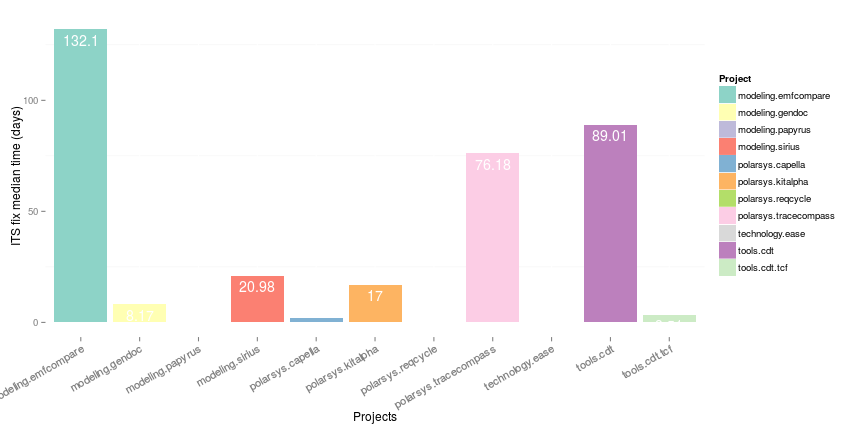 132.1
8.17
20.98
17
76.18
89.01
100
50
0
ITS fix median time (days)
modeling.emfcompare
modeling.gendoc
modeling.papyrus
modeling.sirius
polarsys.capella
polarsys.kitalpha
polarsys.reqcycle
polarsys.tracecompass
technology.ease
tools.cdt
tools.cdt.tcf
Projects
Project
modeling.emfcompare
modeling.gendoc
modeling.papyrus
modeling.sirius
polarsys.capella
polarsys.kitalpha
polarsys.reqcycle
polarsys.tracecompass
technology.ease
tools.cdt
tools.cdt.tcf